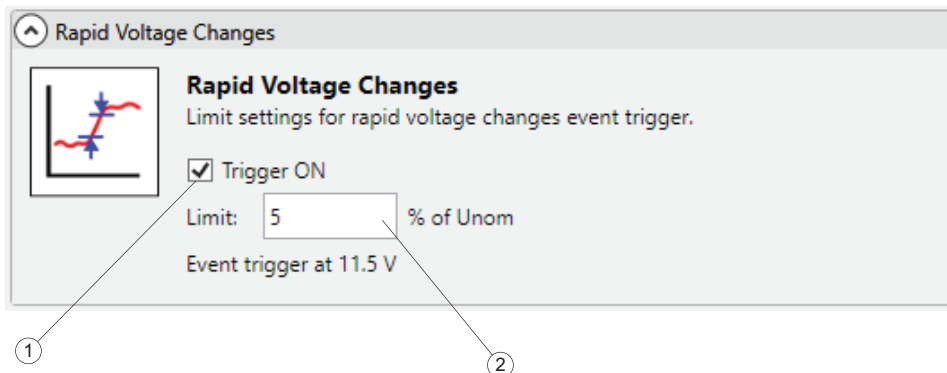 Rapid Voltage Changes
Rapid Voltage Changes
Limit settings for rapid voltage changes event trigger.
Trigger ON
Limit: 5 % of Unom
Event trigger at 11.5 V
1
2